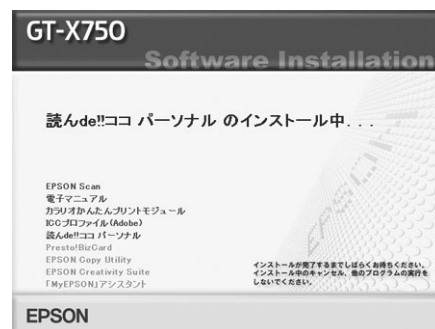 GT-X750
Software Installation
読んde!!ココ パーソナル のインストール中. . .
EPSON Scan
電子マニュアル
カラリオかんたんプリントモジュール
ICCプロファイル(Adobe)
読んde!!ココ パーソナル
Presto!BizCard
EPSON Copy Utility
EPSON Creativity Suite
「MyEPSON」アシスタント
インストールが完了するまでしばらくお待ちください。
インストール中のキャンセル、他のプログラムの実行を
しないでください。
EPSON
EPSON